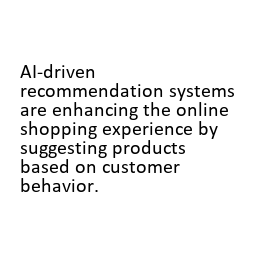 AI-driven
recommendation systems
are enhancing the online
shopping experience by
suggesting products
based on customer
behavior.